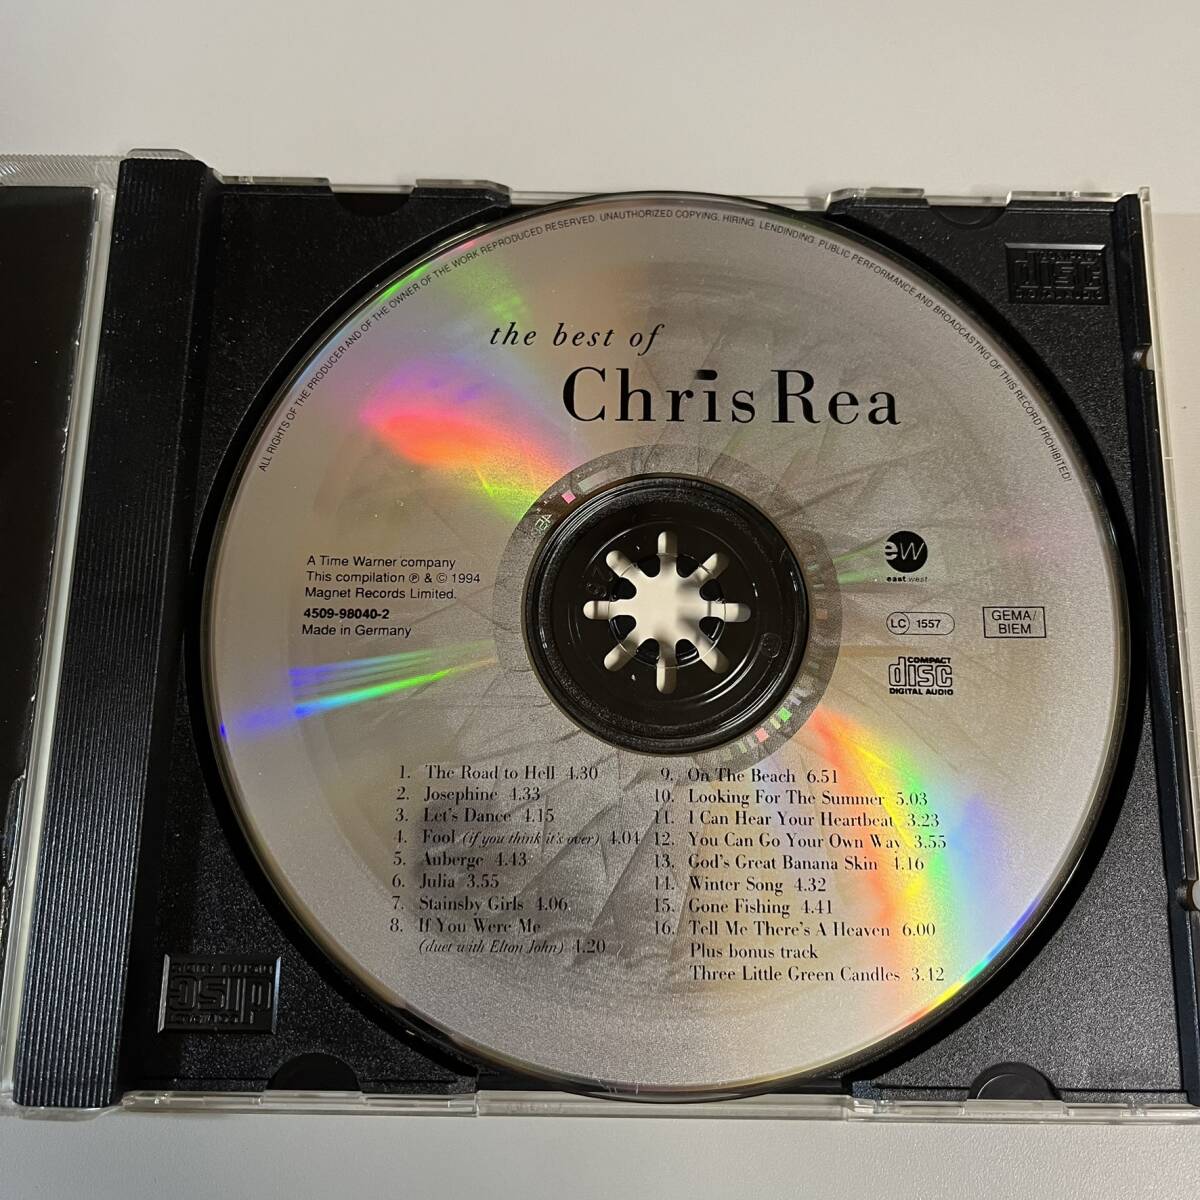 ALL RIGHTS OF THE PRODUCER AND OF THE OWNER OF THE WORK REPRODUCED RESERVED. UNAUTHORIZED COPYING, HIRING, LENDINDING, PUBLIC PERFORMANCE AND BROADCASTING OF THIS RECORD PROHIBITED!
the best of
Chris Rea
A Time Warner company
This compilation ℗ & © 1994
Magnet Records Limited.
4509-98040-2
Made in Germany
ew
east west
LC 1557
GEMA/
BIEM
COMPACT
disc
DIGITAL AUDIO
1. The Road to Hell 4.30
2. Josephine 4.33
3. Let's Dance 4.15
4. Fool (if you think it's over) 4.04
5. Auberge 4.43
6. Julia 3.55
7. Stainsby Girls 4.06
8. If You Were Me
(duet with Elton John) 4.20
9. On The Beach 6.51
10. Looking For The Summer 5.03
11. I Can Hear Your Heartbeat 3.23
12. You Can Go Your Own Way 3.55
13. God's Great Banana Skin 4.16
14. Winter Song 4.32
15. Gone Fishing 4.41
16. Tell Me There's A Heaven 6.00
Plus bonus track
Three Little Green Candles 3.42
disc
disc